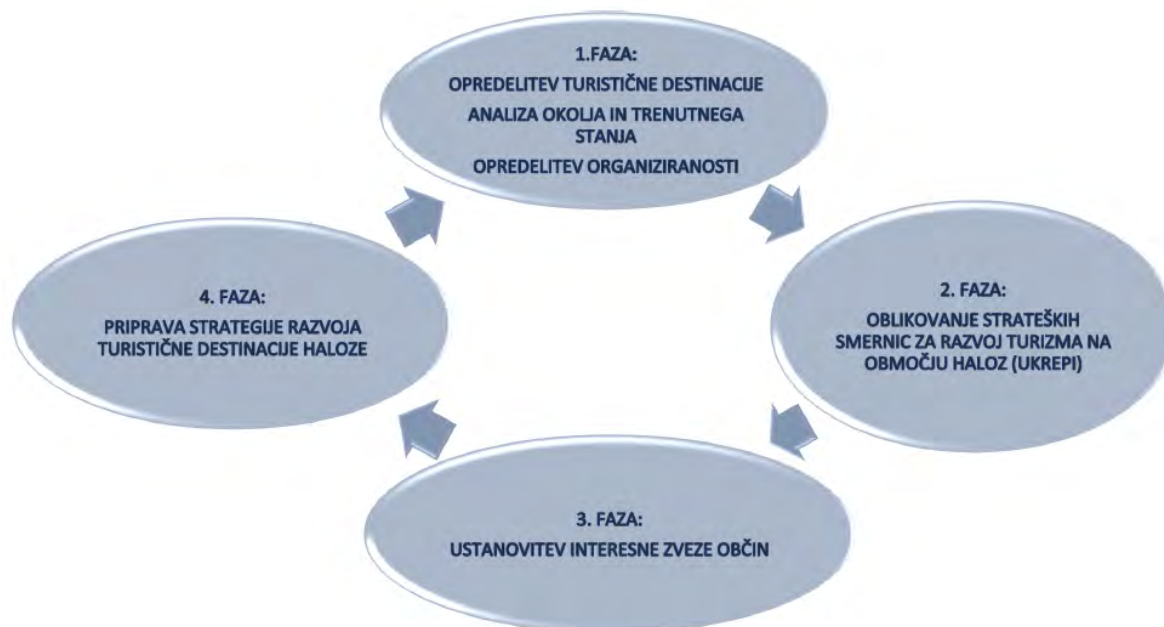 1.FAZA:
OPREDELITEV TURISTIČNE DESTINACIJE
ANALIZA OKOLJA IN TRENUTNEGA
STANJA
OPREDELITEV ORGANIZIRANOSTI
2. FAZA:
OBLIKOVANJE STRATEŠKIH
SMERNIC ZA RAZVOJ TURIZMA NA
OBMOČJU HALOZ (UKREPI)
3. FAZA:
USTANOVITEV INTERESNE ZVEZE OBČIN
4. FAZA:
PRIPRAVA STRATEGIJE RAZVOJA
TURISTIČNE DESTINACIJE HALOZE